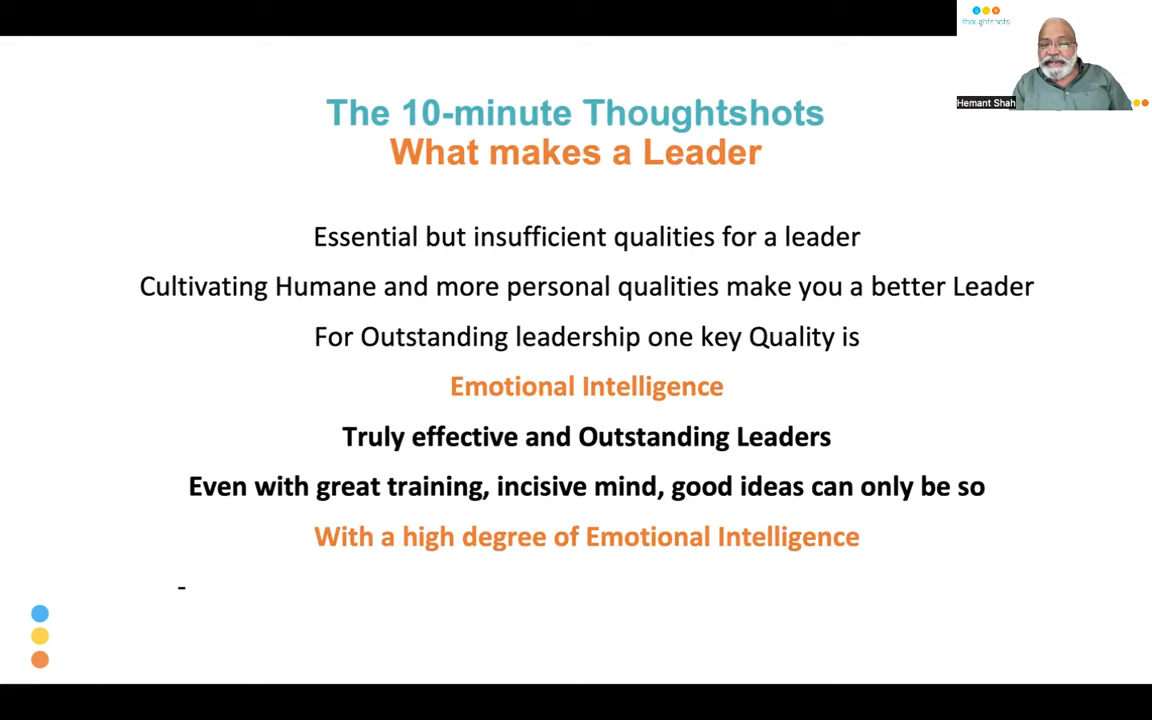 thoughtshots
Hemant Shah
The 10-minute Thoughtshots
What makes a Leader
Essential but insufficient qualities for a leader
Cultivating Humane and more personal qualities make you a better Leader
For Outstanding leadership one key Quality is
Emotional Intelligence
Truly effective and Outstanding Leaders
Even with great training, incisive mind, good ideas can only be so
With a high degree of Emotional Intelligence
-